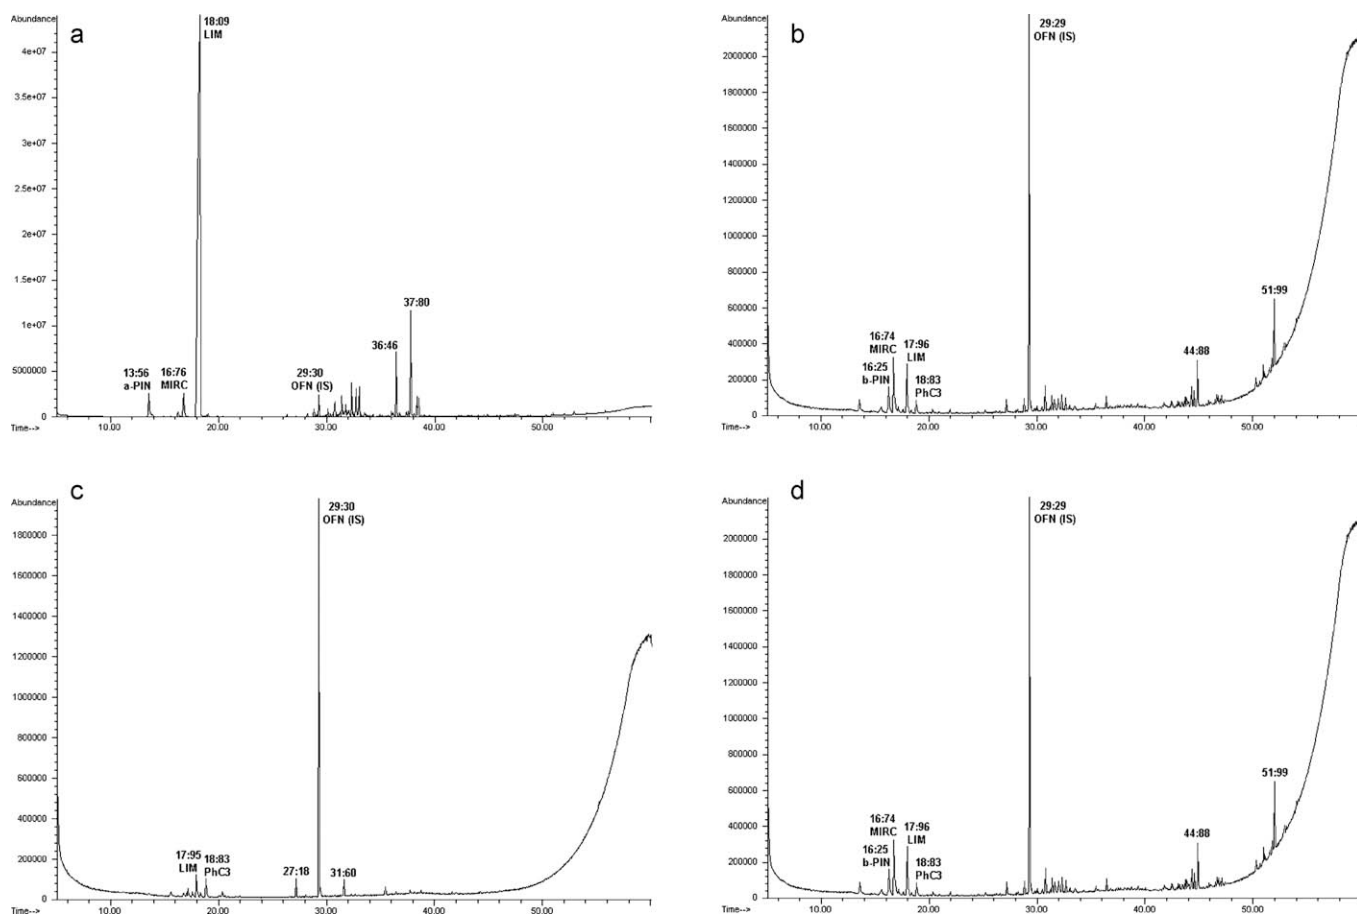 a
Abundance
18:09
LIM
4e+07
3.5e+07
3e+07
2.5e+07
2e+07
1.5e+07
1e+07
5000000
0
13:56
a-PIN
16:76
MIRC
29:30
OFN (IS)
36:46
37:80
10.00 20.00 30.00 40.00 50.00
Time-->
b
Abundance
29:29
OFN (IS)
2000000
1800000
1600000
1400000
1200000
1000000
800000
600000
400000
200000
0
16:74
MIRC
17:96
LIM
16:25
b-PIN
18:83
PhC3
44:88
51:99
10.00 20.00 30.00 40.00 50.00
Time-->
c
Abundance
29:30
OFN (IS)
1800000
1600000
1400000
1200000
1000000
800000
600000
400000
200000
0
17:95
LIM
18:83
PhC3
27:18
31:60
10.00 20.00 30.00 40.00 50.00
Time-->
d
Abundance
29:29
OFN (IS)
2000000
1800000
1600000
1400000
1200000
1000000
800000
600000
400000
200000
0
16:74
MIRC
17:96
LIM
16:25
b-PIN
18:83
PhC3
44:88
51:99
10.00 20.00 30.00 40.00 50.00
Time-->